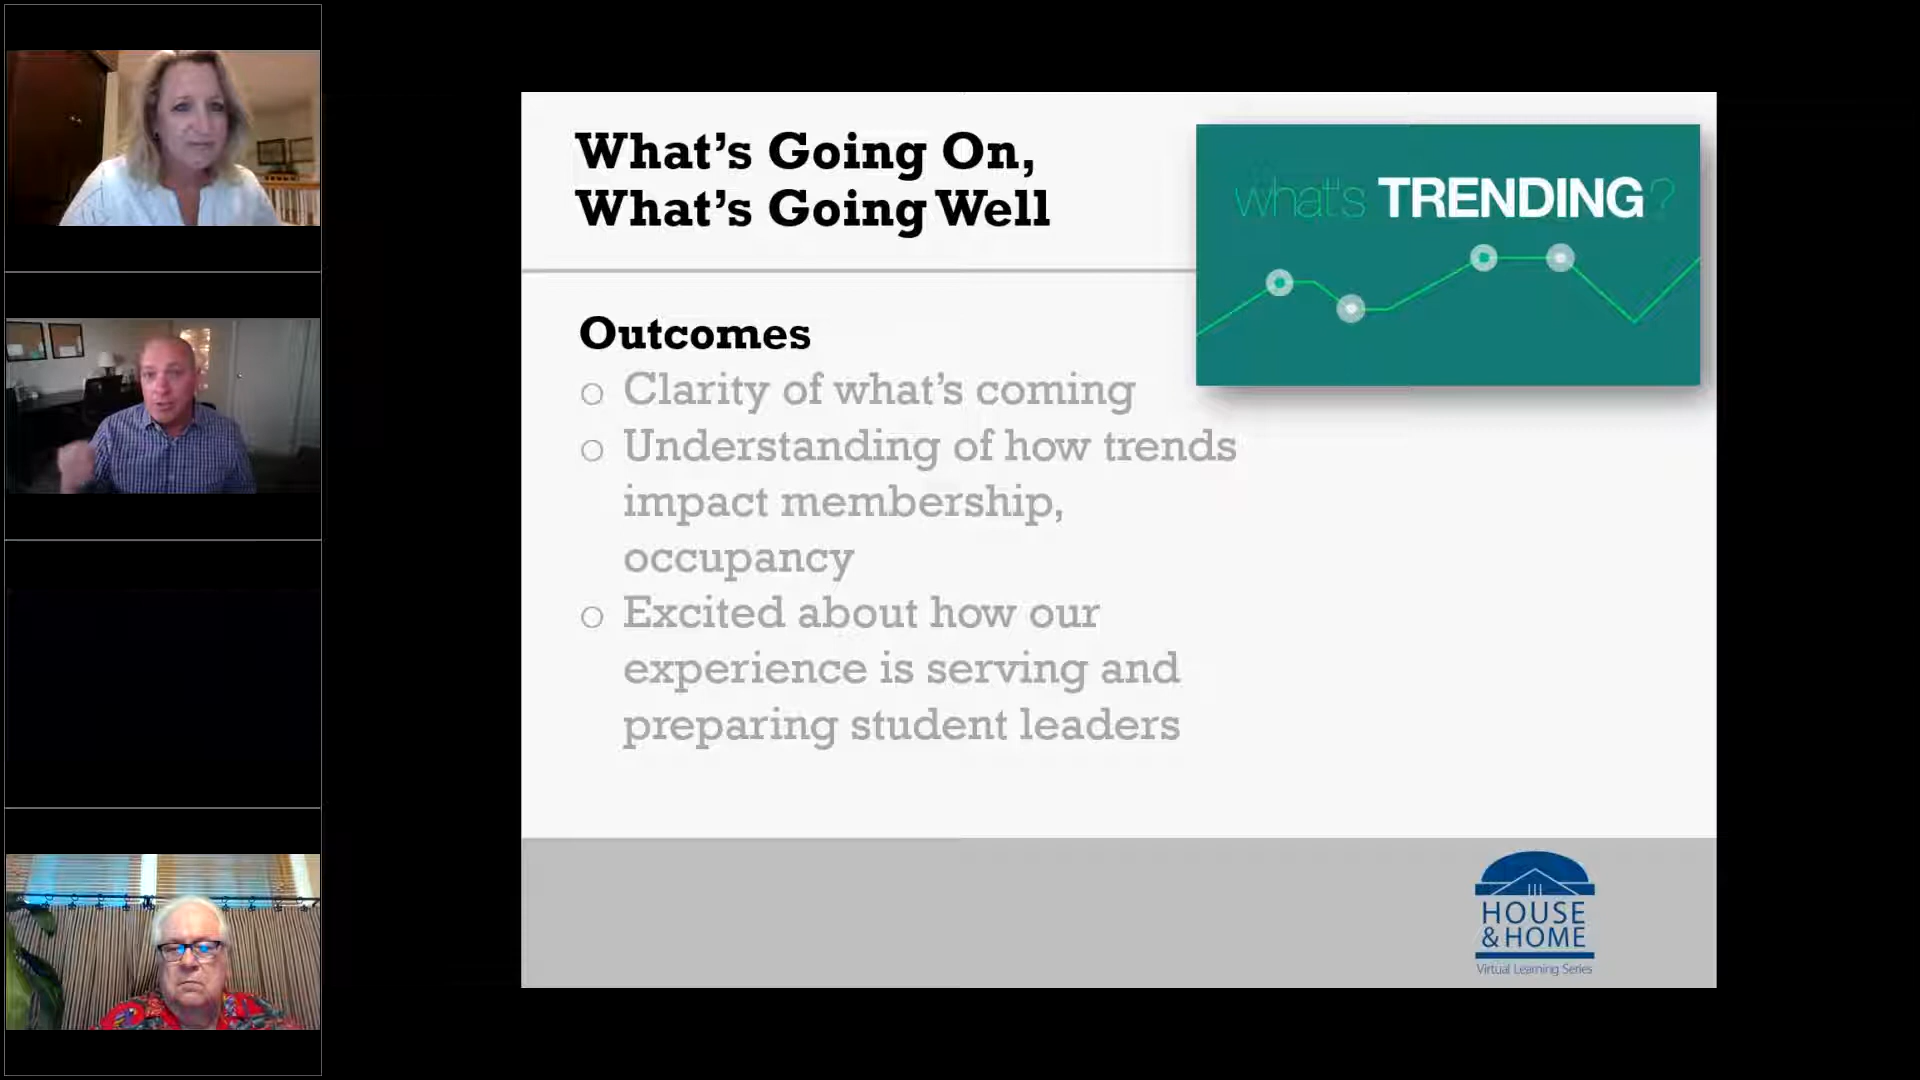 What's Going On,
What's Going Well
what's TRENDING?
Outcomes
Clarity of what's coming
Understanding of how trends
impact membership,
occupancy
Excited about how our
experience is serving and
preparing student leaders
HOUSE
& HOME
Virtual Learning Series